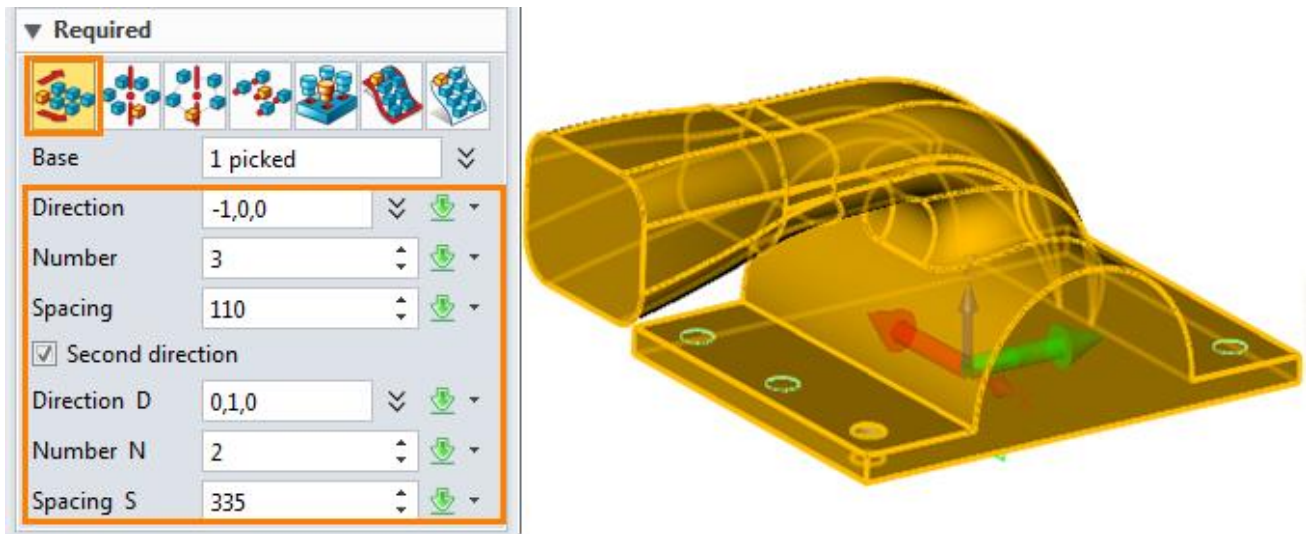 Required
Base 1 picked
Direction -1,0,0
Number 3
Spacing 110
Second direction
Direction D 0,1,0
Number N 2
Spacing S 335